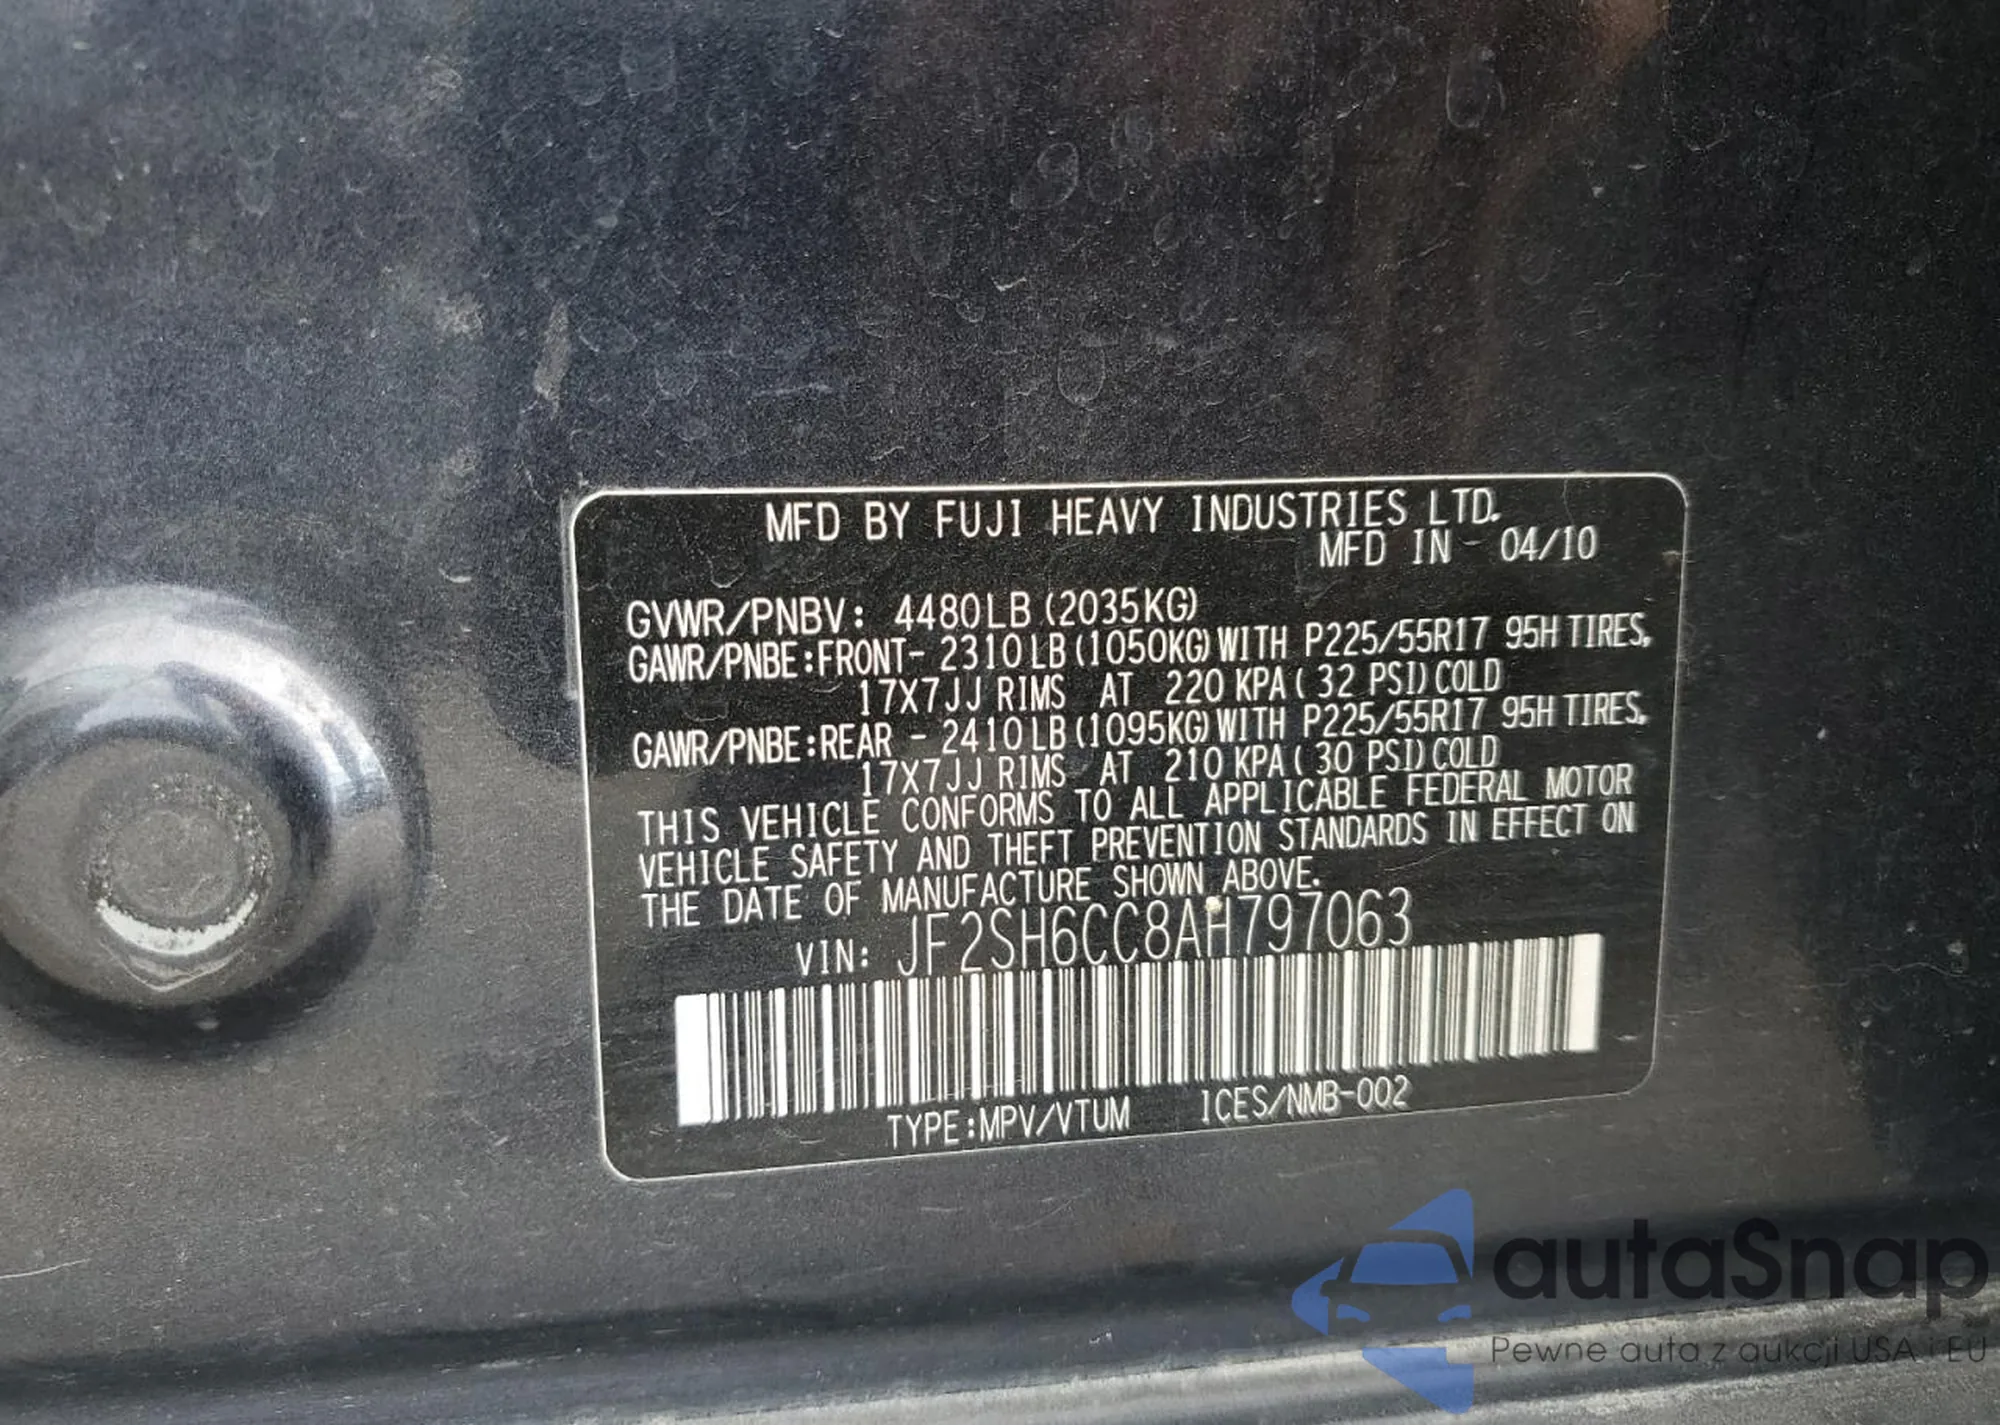 MFD BY FUJI HEAVY INDUSTRIES LTD.
MFD IN 04/10
GVWR/PNBV: 4480LB (2035KG)
GAWR/PNBE:FRONT- 2310LB (1050KG) WITH P225/55R17 95H TIRES,
17X7JJ RIMS AT 220 KPA ( 32 PSI) COLD
GAWR/PNBE:REAR - 2410LB (1095KG) WITH P225/55R17 95H TIRES,
17X7JJ RIMS AT 210 KPA ( 30 PSI) COLD
THIS VEHICLE CONFORMS TO ALL APPLICABLE FEDERAL MOTOR
VEHICLE SAFETY AND THEFT PREVENTION STANDARDS IN EFFECT ON
THE DATE OF MANUFACTURE SHOWN ABOVE.
VIN: JF2SH6CC8AH797063
TYPE:MPV/VTUM ICES/NMB-002
autaSnap
Pewne auta z aukcji USA i EU